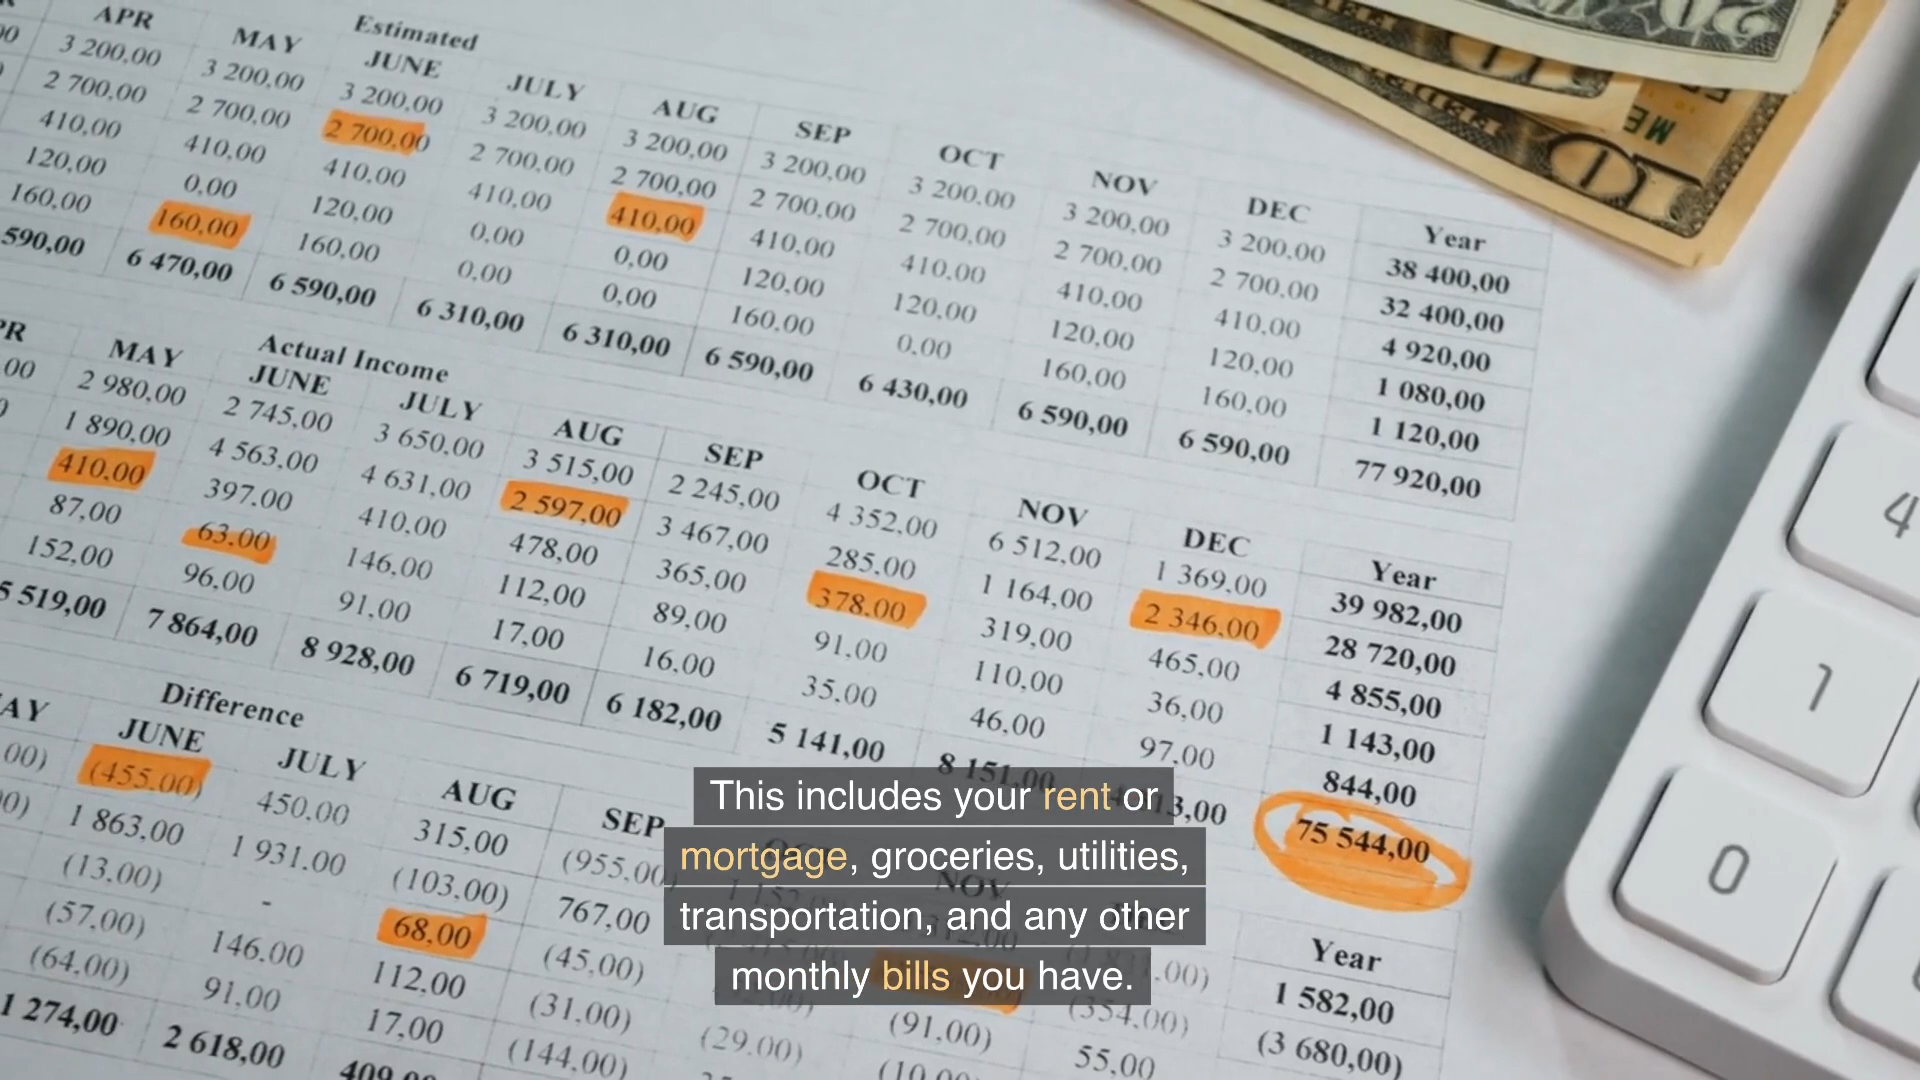 Estimated
APR MAY JUNE JULY AUG SEP OCT NOV DEC Year
3 200,00 3 200,00 3 200,00 3 200,00 3 200,00 3 200,00 3 200,00 3 200,00 3 200,00 38 400,00
2 700,00 2 700,00 2 700,00 2 700,00 2 700,00 2 700,00 2 700,00 2 700,00 2 700,00 32 400,00
410,00 410,00 410,00 410,00 410,00 410,00 410,00 410,00 410,00 4 920,00
120,00 0,00 120,00 0,00 0,00 120,00 120,00 120,00 120,00 1 080,00
160,00 160,00 160,00 0,00 0,00 160,00 0,00 160,00 160,00 1 120,00
590,00 6 470,00 6 590,00 6 310,00 6 310,00 6 590,00 6 430,00 6 590,00 6 590,00 77 920,00
Actual Income
MAY JUNE JULY AUG SEP OCT NOV DEC Year
2 980,00 2 745,00 3 650,00 3 515,00 2 245,00 4 352,00 6 512,00 1 369,00 39 982,00
1 890,00 4 563,00 4 631,00 2 597,00 3 467,00 285,00 1 164,00 2 346,00 28 720,00
410,00 397,00 410,00 478,00 365,00 378,00 319,00 465,00 4 855,00
87,00 63,00 146,00 112,00 89,00 91,00 110,00 36,00 1 143,00
152,00 96,00 91,00 17,00 16,00 35,00 46,00 97,00 844,00
5 519,00 7 864,00 8 928,00 6 719,00 6 182,00 5 141,00 8 151,00 75 544,00
Difference
JUNE JULY AUG SEP NOV Year
(455,00) 450,00 315,00 (955,00) 1 582,00
1 863,00 1 931,00 (103,00) 767,00 (354,00) (3 680,00)
(13,00) - 68,00 (45,00) (91,00) 55,00
(57,00) 146,00 112,00 (31,00) (29,00)
(64,00) 91,00 17,00 (144,00)
1 274,00 2 618,00
This includes your rent or
mortgage, groceries, utilities,
transportation, and any other
monthly bills you have.
4
1
0